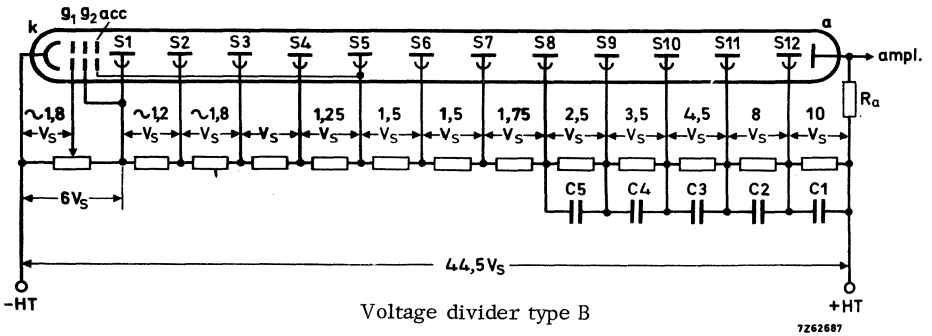 k g₁ g₂ acc a
S1 S2 S3 S4 S5 S6 S7 S8 S9 S10 S11 S12
ampl.
Rₐ
~1,8 ~1,2 ~1,8 1,25 1,5 1,5 1,75 2,5 3,5 4,5 8 10
Vₛ Vₛ Vₛ Vₛ Vₛ Vₛ Vₛ Vₛ Vₛ Vₛ Vₛ Vₛ Vₛ
C5 C4 C3 C2 C1
6Vₛ
44,5Vₛ
-HT +HT
Voltage divider type B
7Z62687